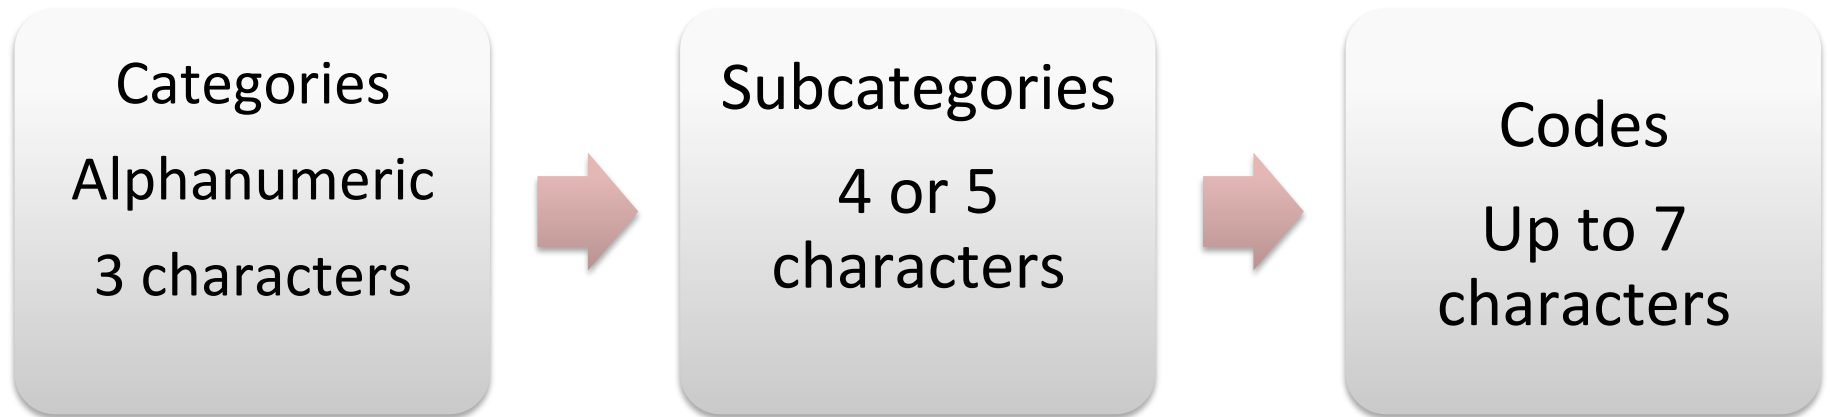 Categories
Alphanumeric
3 characters
Subcategories
4 or 5
characters
Codes
Up to 7
characters